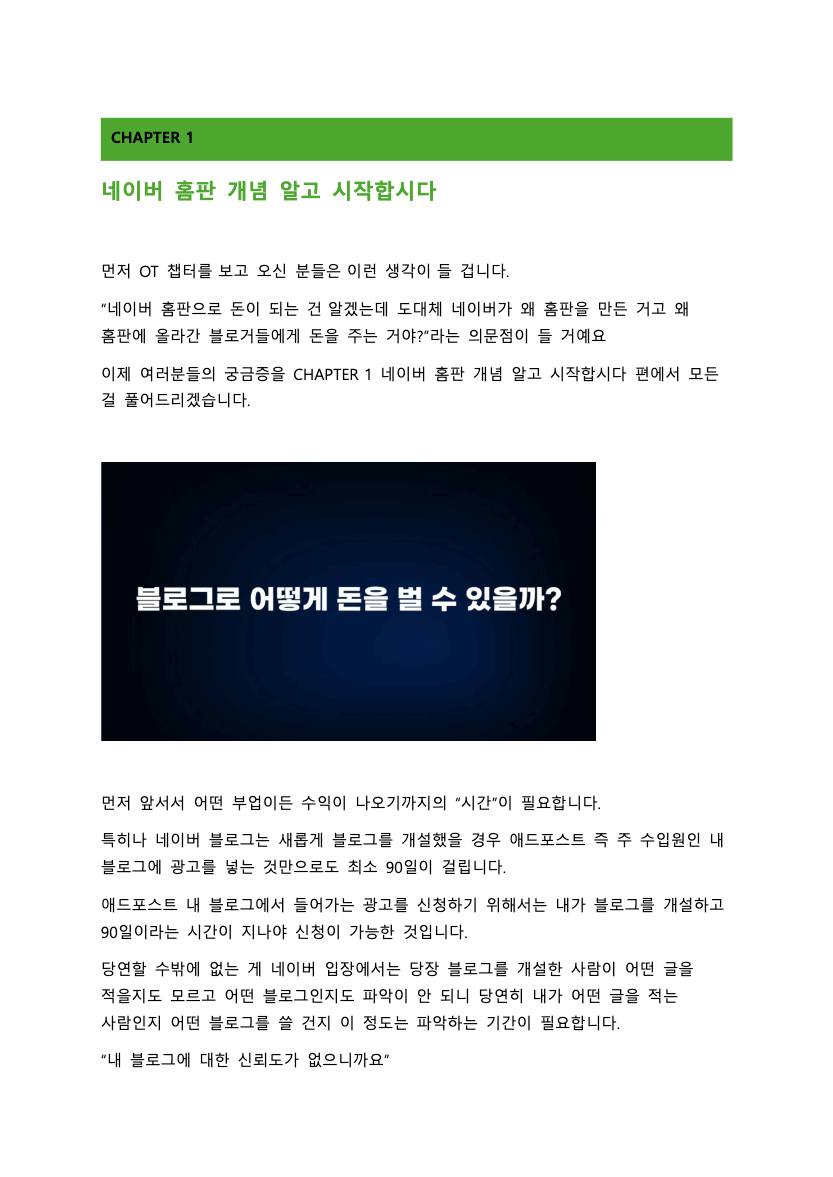 CHAPTER 1
네이버 홈판 개념 알고 시작합시다
먼저 OT 챕터를 보고 오신 분들은 이런 생각이 들 겁니다.
“네이버 홈판으로 돈이 되는 건 알겠는데 도대체 네이버가 왜 홈판을 만든 거고 왜
홈판에 올라간 블로거들에게 돈을 주는 거야?”라는 의문점이 들 거예요
이제 여러분들의 궁금증을 CHAPTER 1 네이버 홈판 개념 알고 시작합시다 편에서 모든
걸 풀어드리겠습니다.
블로그로 어떻게 돈을 벌 수 있을까?
먼저 앞서서 어떤 부업이든 수익이 나오기까지의 “시간”이 필요합니다.
특히나 네이버 블로그는 새롭게 블로그를 개설했을 경우 애드포스트 즉 주 수입원인 내
블로그에 광고를 넣는 것만으로도 최소 90일이 걸립니다.
애드포스트 내 블로그에서 들어가는 광고를 신청하기 위해서는 내가 블로그를 개설하고
90일이라는 시간이 지나야 신청이 가능한 것입니다.
당연할 수밖에 없는 게 네이버 입장에서는 당장 블로그를 개설한 사람이 어떤 글을
적을지도 모르고 어떤 블로그인지도 파악이 안 되니 당연히 내가 어떤 글을 적는
사람인지 어떤 블로그를 쓸 건지 이 정도는 파악하는 기간이 필요합니다.
“내 블로그에 대한 신뢰도가 없으니까요”